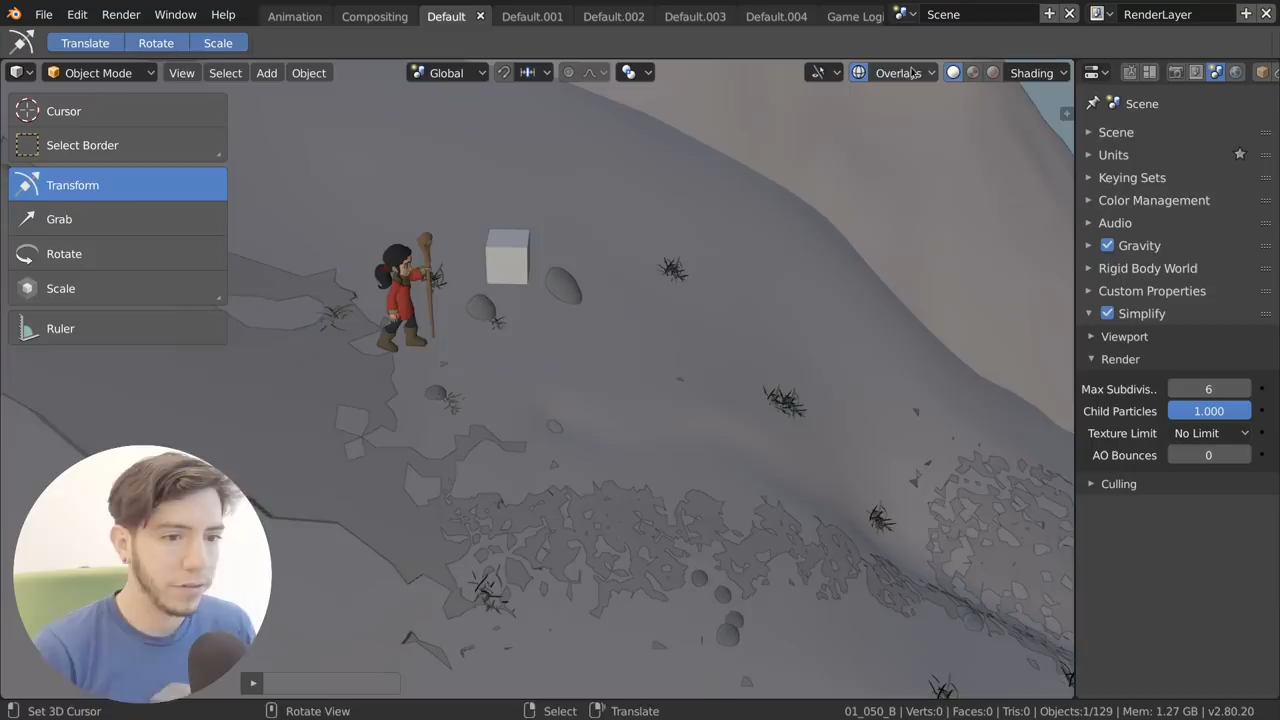 File Edit Render Window Help Animation Compositing Default Default.001 Default.002 Default.003 Default.004 Game Logi Scene RenderLayer
Translate Rotate Scale
Object Mode View Select Add Object Global Overlays Shading
Cursor
Select Border
Transform
Grab
Rotate
Scale
Ruler
Scene
Scene
Units
Keying Sets
Color Management
Audio
Gravity
Rigid Body World
Custom Properties
Simplify
Viewport
Render
Max Subdivis.. 6
Child Particles 1.000
Texture Limit No Limit
AO Bounces 0
Culling
Set 3D Cursor Rotate View Select Translate 01_050_B | Verts:0 | Faces:0 | Tris:0 | Objects:1/129 | Mem: 1.27 GB | v2.80.20